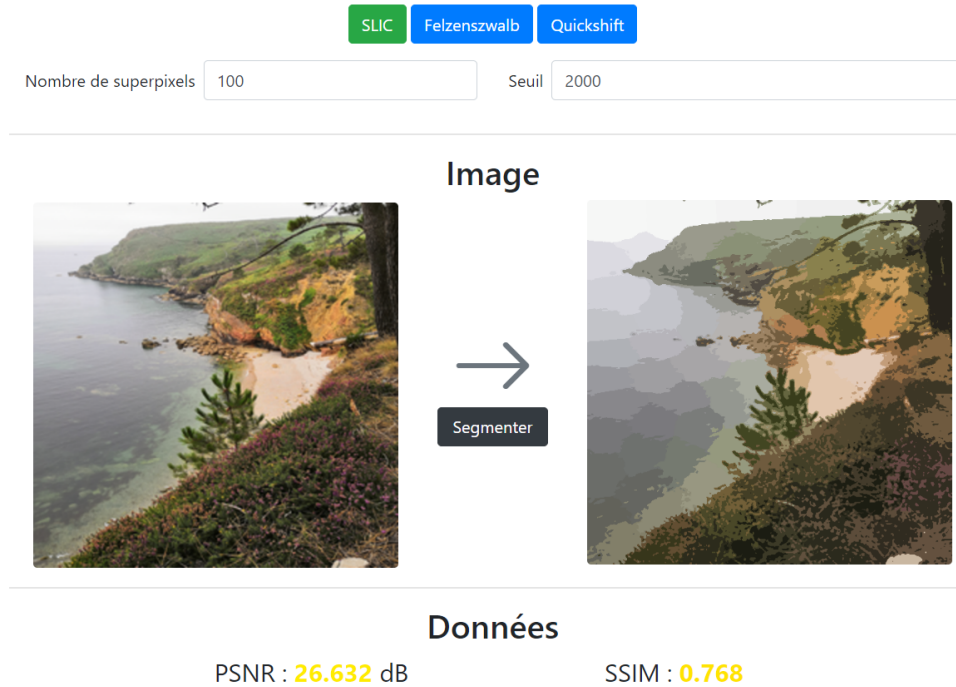 SLIC Felzenszwalb Quickshift
Nombre de superpixels 100 Seuil 2000
Image
Segmenter
Données
PSNR : 26.632 dB SSIM : 0.768